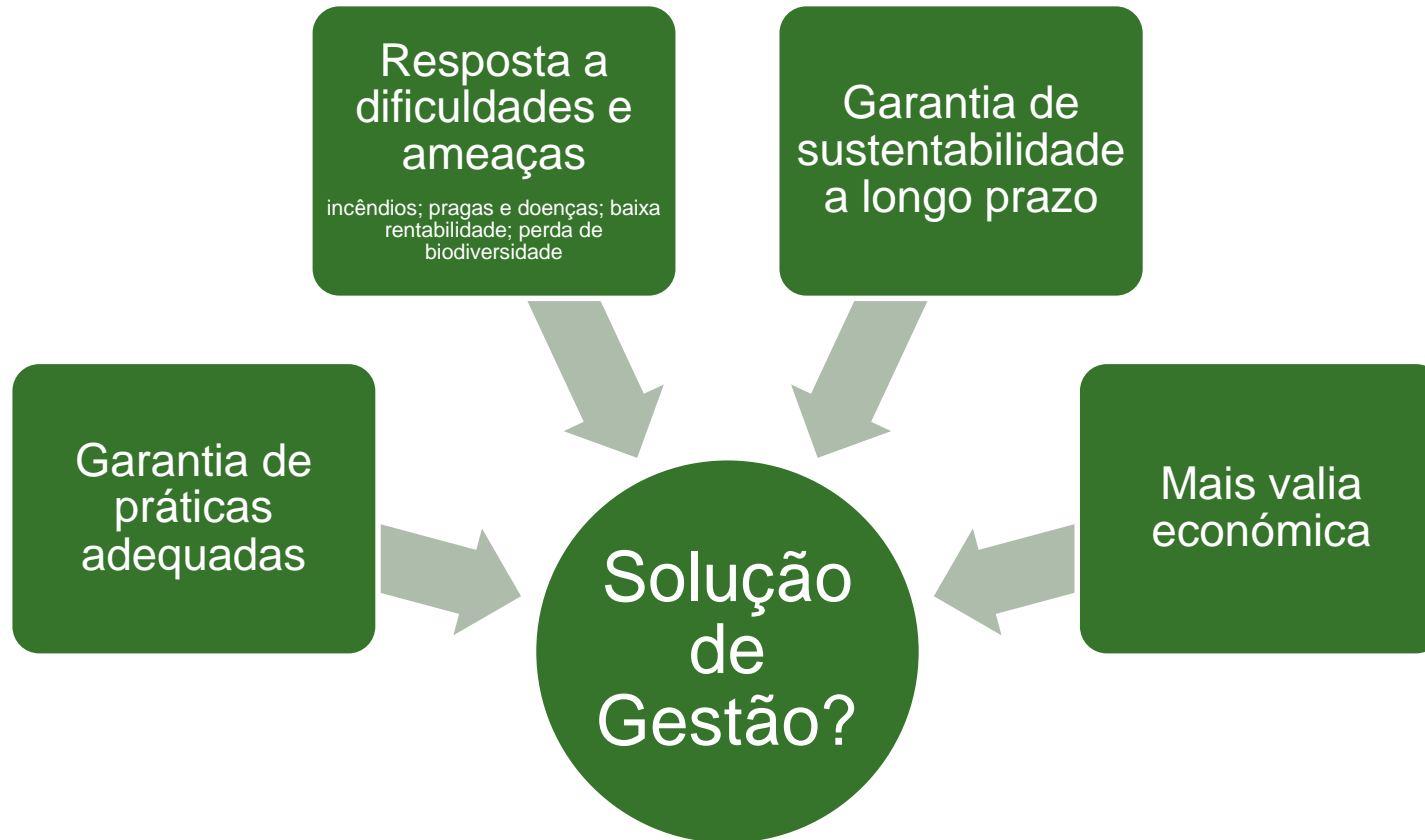 Resposta a
dificuldades e
ameaças
incêndios; pragas e doenças; baixa
rentabilidade; perda de
biodiversidade
Garantia de
sustentabilidade
a longo prazo
Garantia de
práticas
adequadas
Mais valia
económica
Solução
de
Gestão?